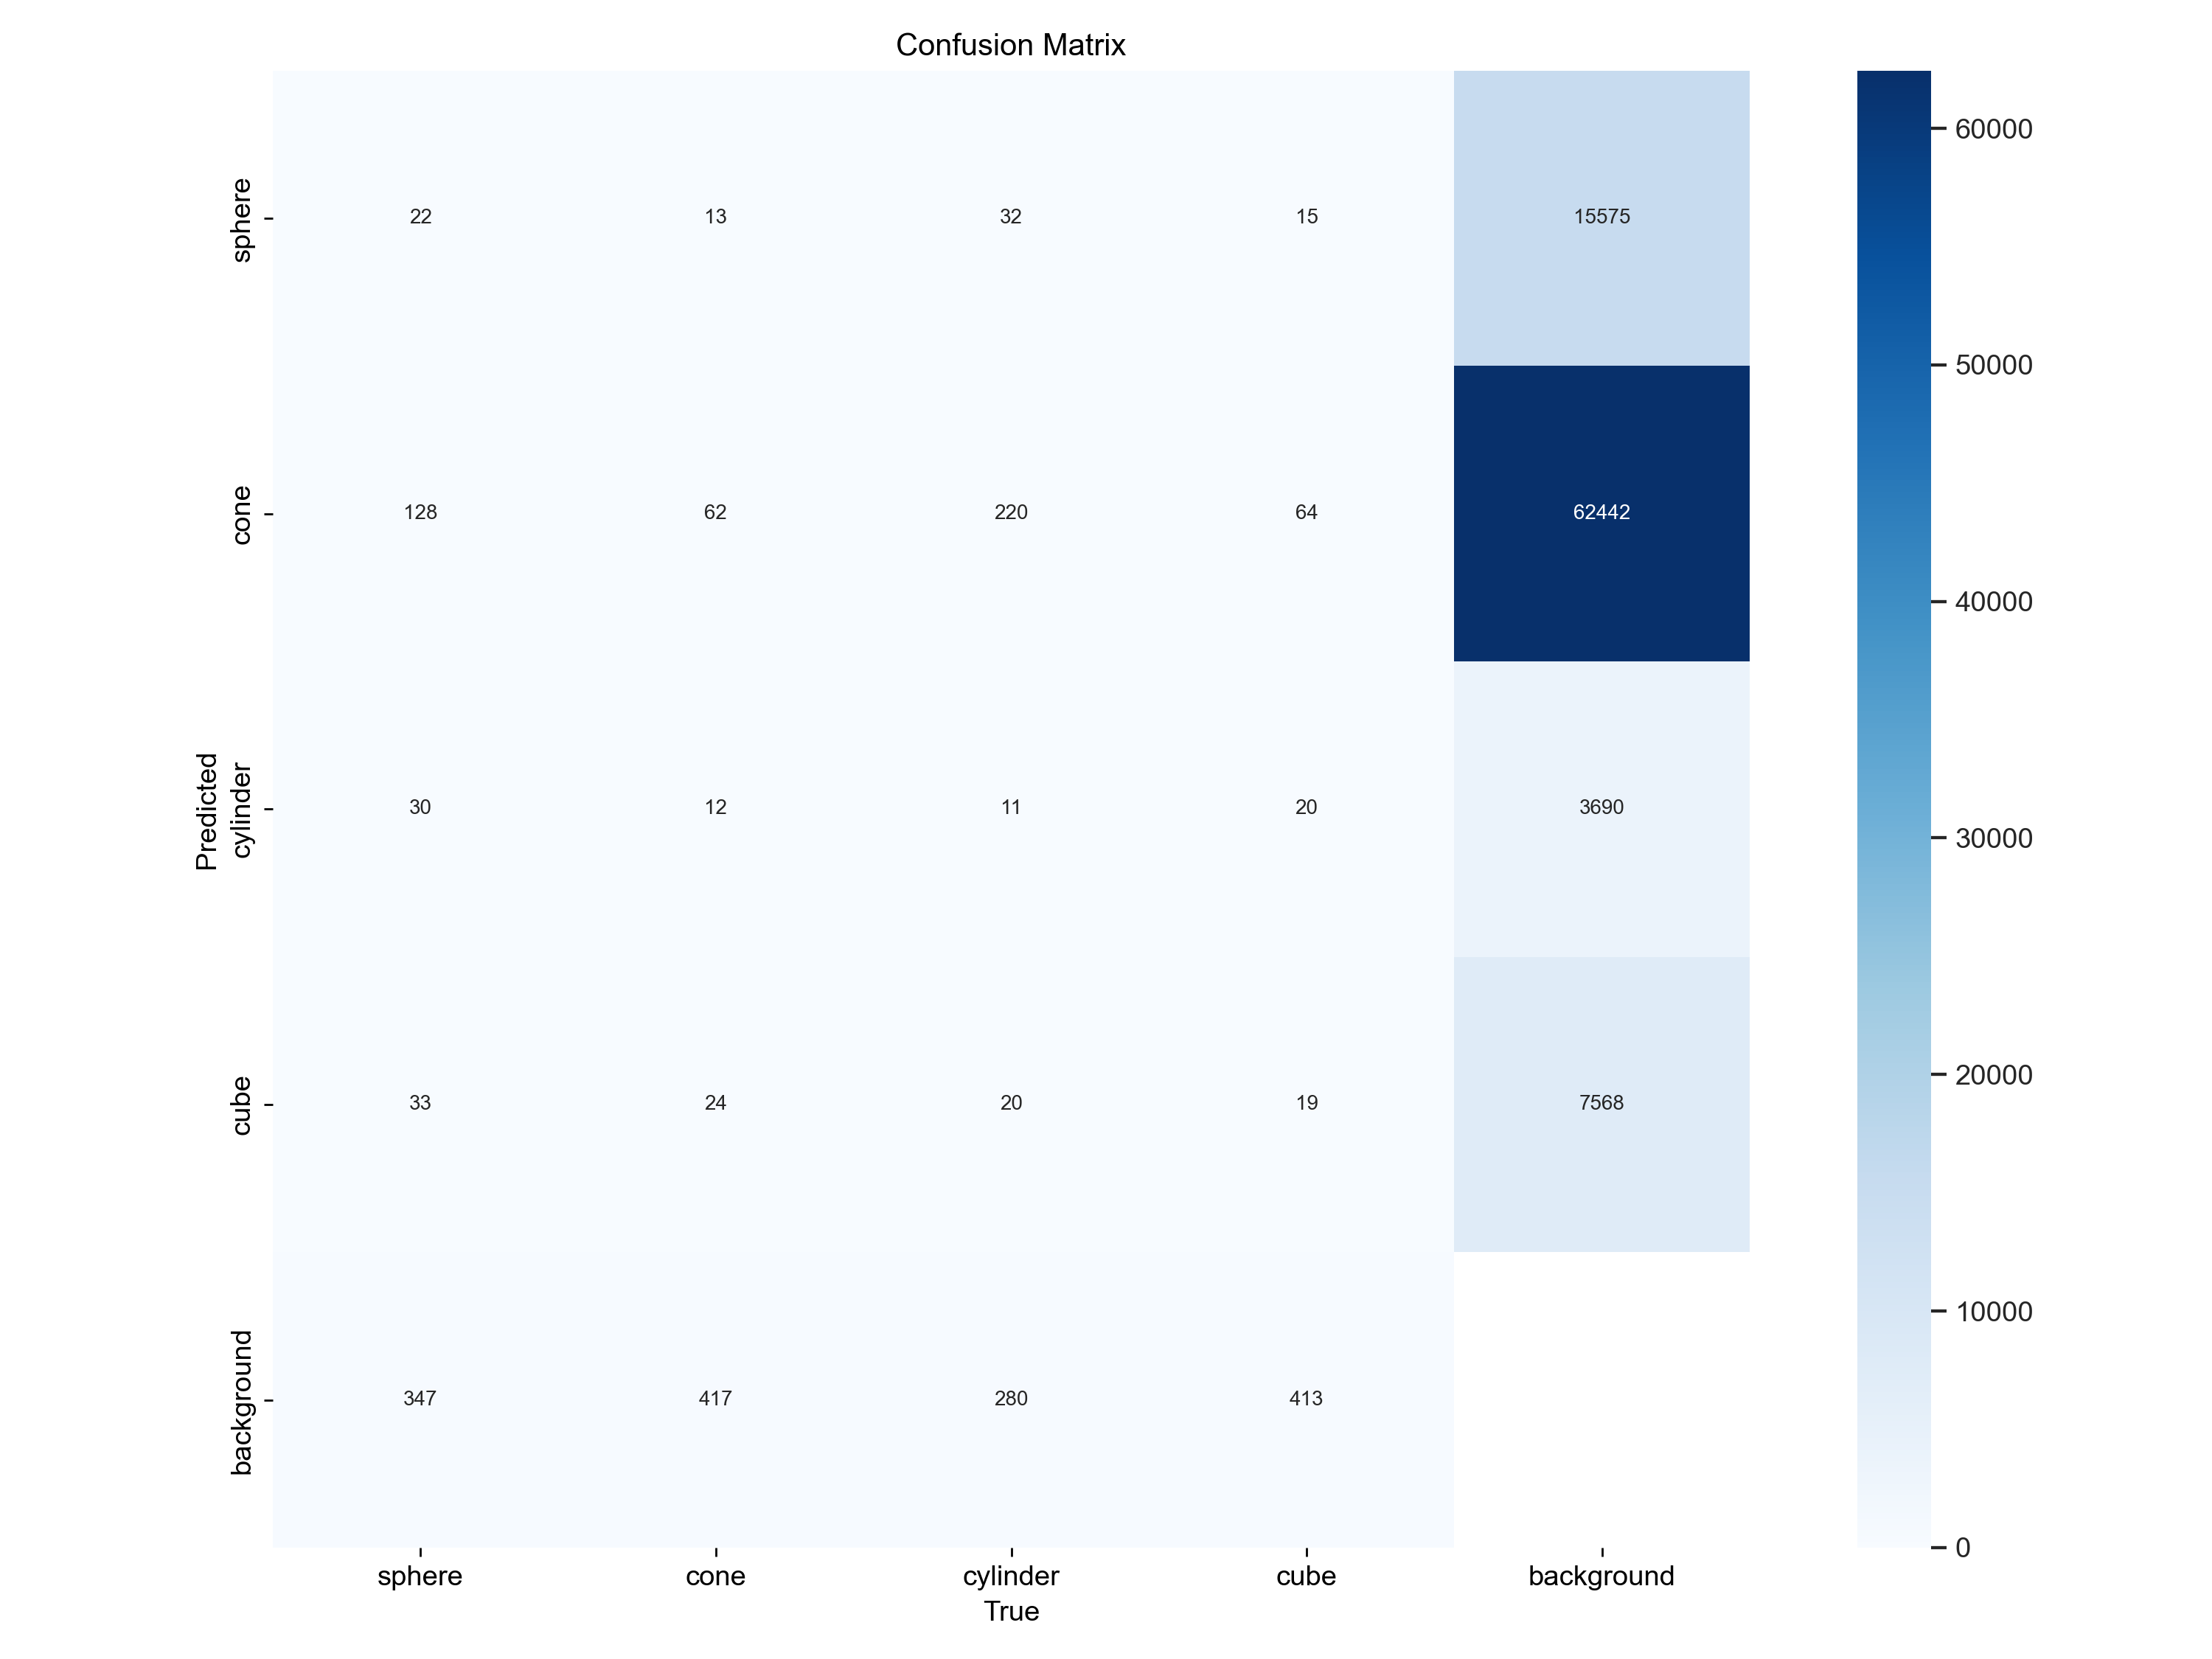 Confusion Matrix
sphere 22 13 32 15 15575
cone 128 62 220 64 62442
cylinder 30 12 11 20 3690
cube 33 24 20 19 7568
background 347 417 280 413
Predicted
sphere cone cylinder cube background
True
60000
50000
40000
30000
20000
10000
0